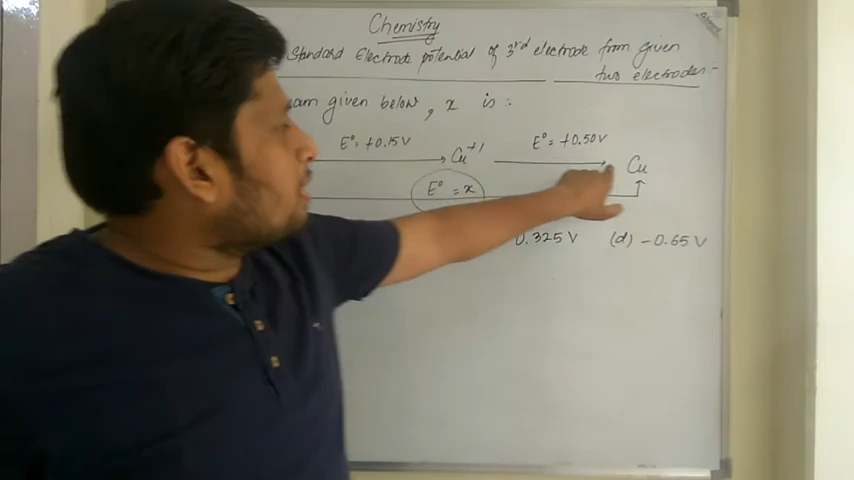 Chemistry
Standard Electrode potential of 3rd electrode from given
two electrodes :-
given below, x is :
E° = +0.15V
E° = +0.50V
Cu+1
Cu
E° = x
0.325 V (d) -0.65 V